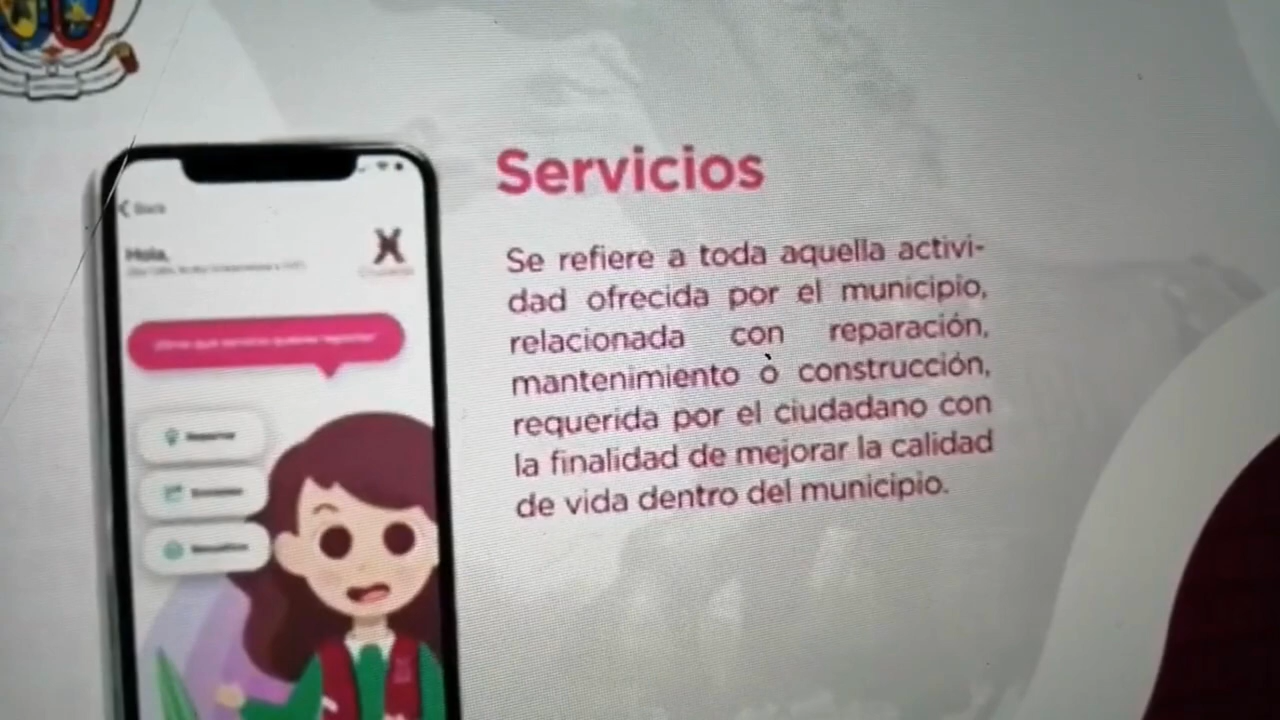 Servicios
Se refiere a toda aquella activi-
dad ofrecida por el municipio,
relacionada con reparación,
mantenimiento ò construcción,
requerida por el ciudadano con
la finalidad de mejorar la calidad
de vida dentro del municipio.
Back
Hola,